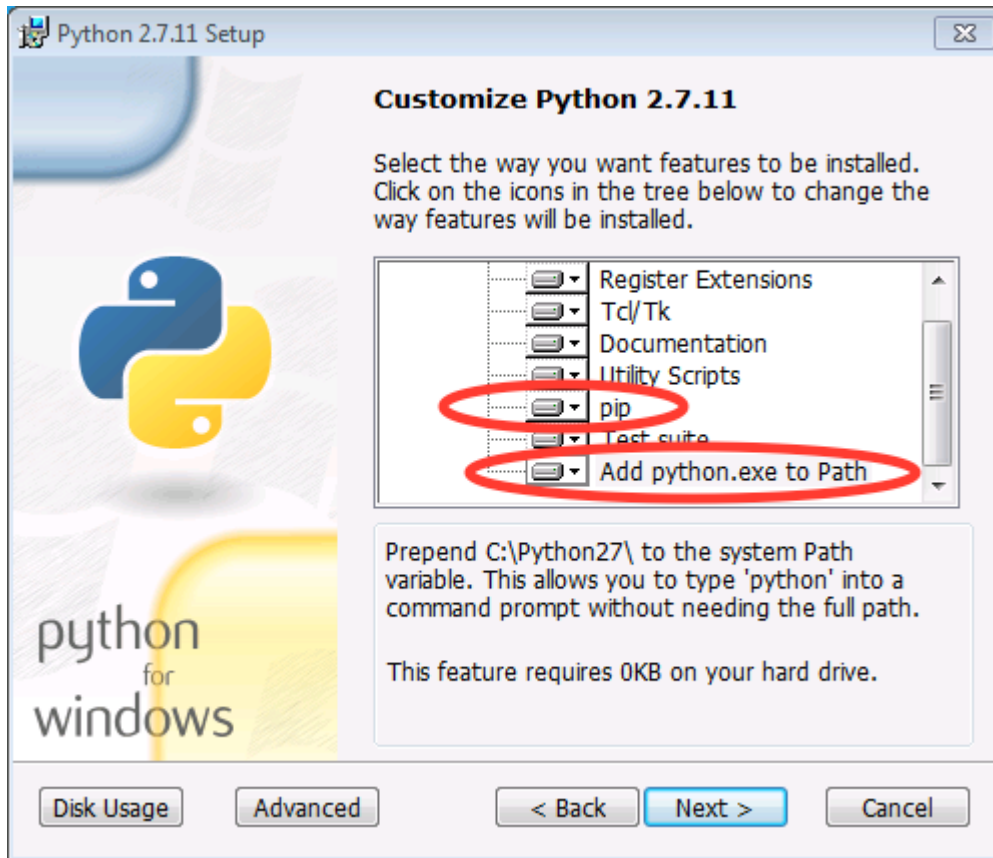 Python 2.7.11 Setup
Customize Python 2.7.11
Select the way you want features to be installed.
Click on the icons in the tree below to change the
way features will be installed.
Register Extensions
Tcl/Tk
Documentation
Utility Scripts
pip
Test suite
Add python.exe to Path
Prepend C:\Python27\ to the system Path
variable. This allows you to type 'python' into a
command prompt without needing the full path.
This feature requires 0KB on your hard drive.
python
for
windows
Disk Usage
Advanced
< Back
Next >
Cancel